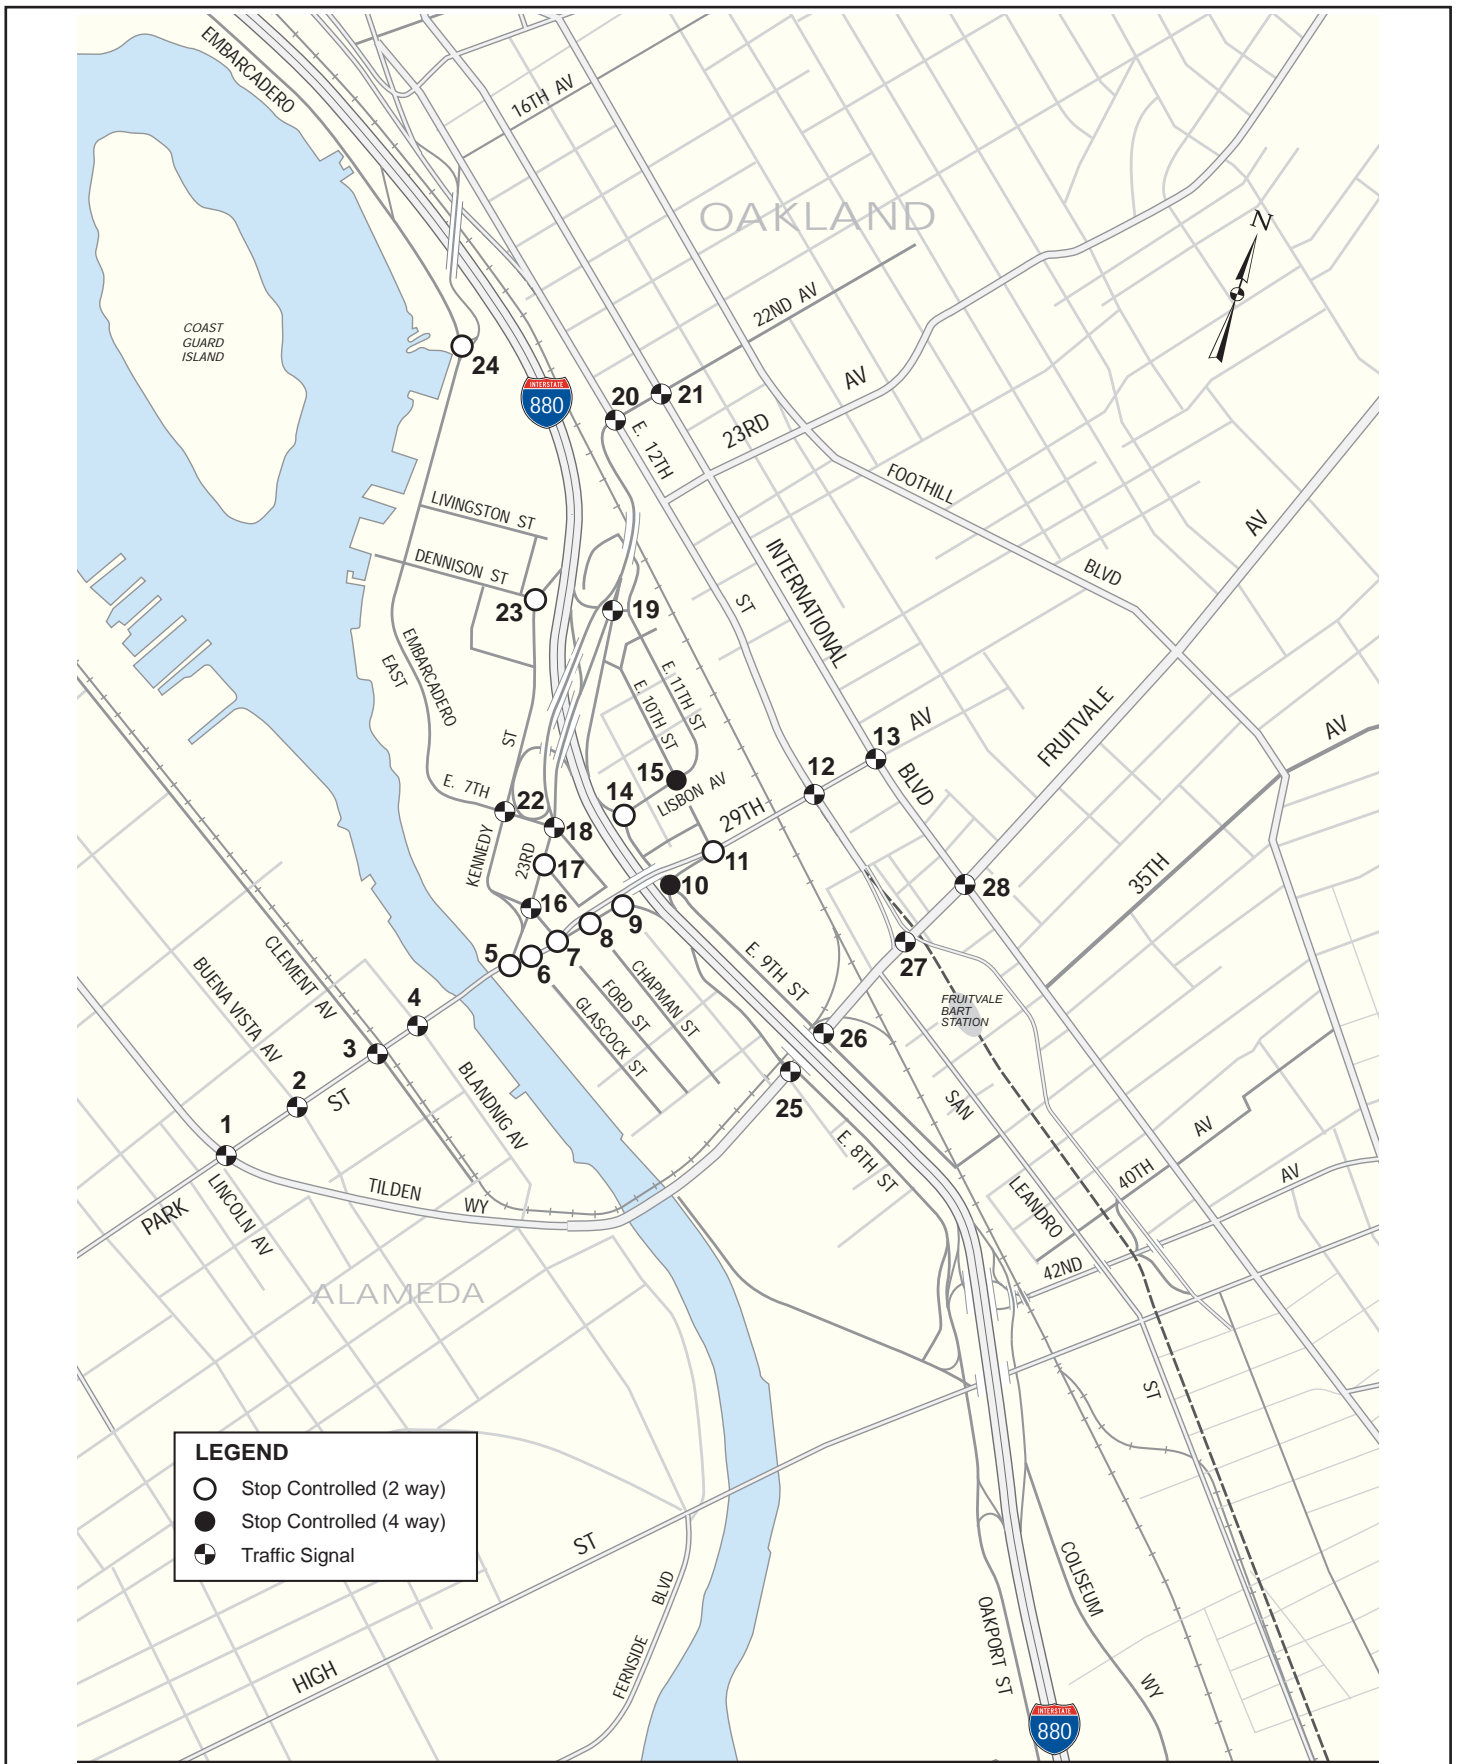 EMBARCADERO
16TH AV
OAKLAND
N
22ND AV
COAST
GUARD
ISLAND
24
INTERSTATE
880
20
21
E. 12TH
23RD
AV
FOOTHILL
LIVINGSTON ST
DENNISON ST
INTERNATIONAL
AV
BLVD
23
19
ST
EMBARCADERO
EAST
E. 11TH ST
E. 10TH ST
FRUITVALE
AV
AV
13
ST
12
BLVD
15
LISBON AV
E. 7TH
22
14
29TH
18
KENNEDY
23RD
17
11
28
35TH
10
16
9
8
7
5
6
27
CLEMENT AV
BUENA VISTA AV
E. 9TH ST
CHAPMAN ST
FORD ST
GLASCOCK ST
FRUITVALE
BART
STATION
4
3
26
2
ST
BLANDNIG AV
25
SAN
1
E. 8TH ST
AV
40TH
AV
LINCOLN AV
TILDEN
WY
PARK
LEANDRO
42ND
ALAMEDA
ST
LEGEND
Stop Controlled (2 way)
Stop Controlled (4 way)
Traffic Signal
ST
HIGH
BLVD
FERNSIDE
COLISEUM
OAKPORT ST
WY
INTERSTATE
880